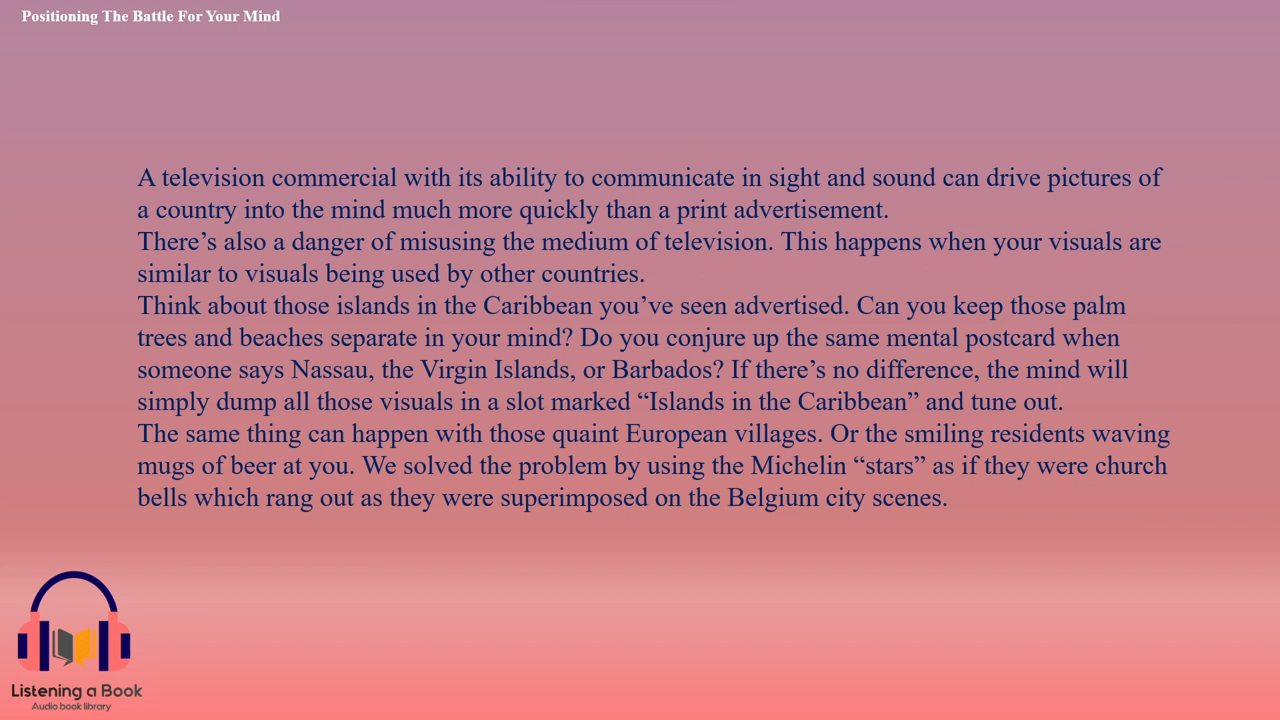 Positioning The Battle For Your Mind
A television commercial with its ability to communicate in sight and sound can drive pictures of
a country into the mind much more quickly than a print advertisement.
There’s also a danger of misusing the medium of television. This happens when your visuals are
similar to visuals being used by other countries.
Think about those islands in the Caribbean you’ve seen advertised. Can you keep those palm
trees and beaches separate in your mind? Do you conjure up the same mental postcard when
someone says Nassau, the Virgin Islands, or Barbados? If there’s no difference, the mind will
simply dump all those visuals in a slot marked “Islands in the Caribbean” and tune out.
The same thing can happen with those quaint European villages. Or the smiling residents waving
mugs of beer at you. We solved the problem by using the Michelin “stars” as if they were church
bells which rang out as they were superimposed on the Belgium city scenes.
Listening a Book
Audio book library